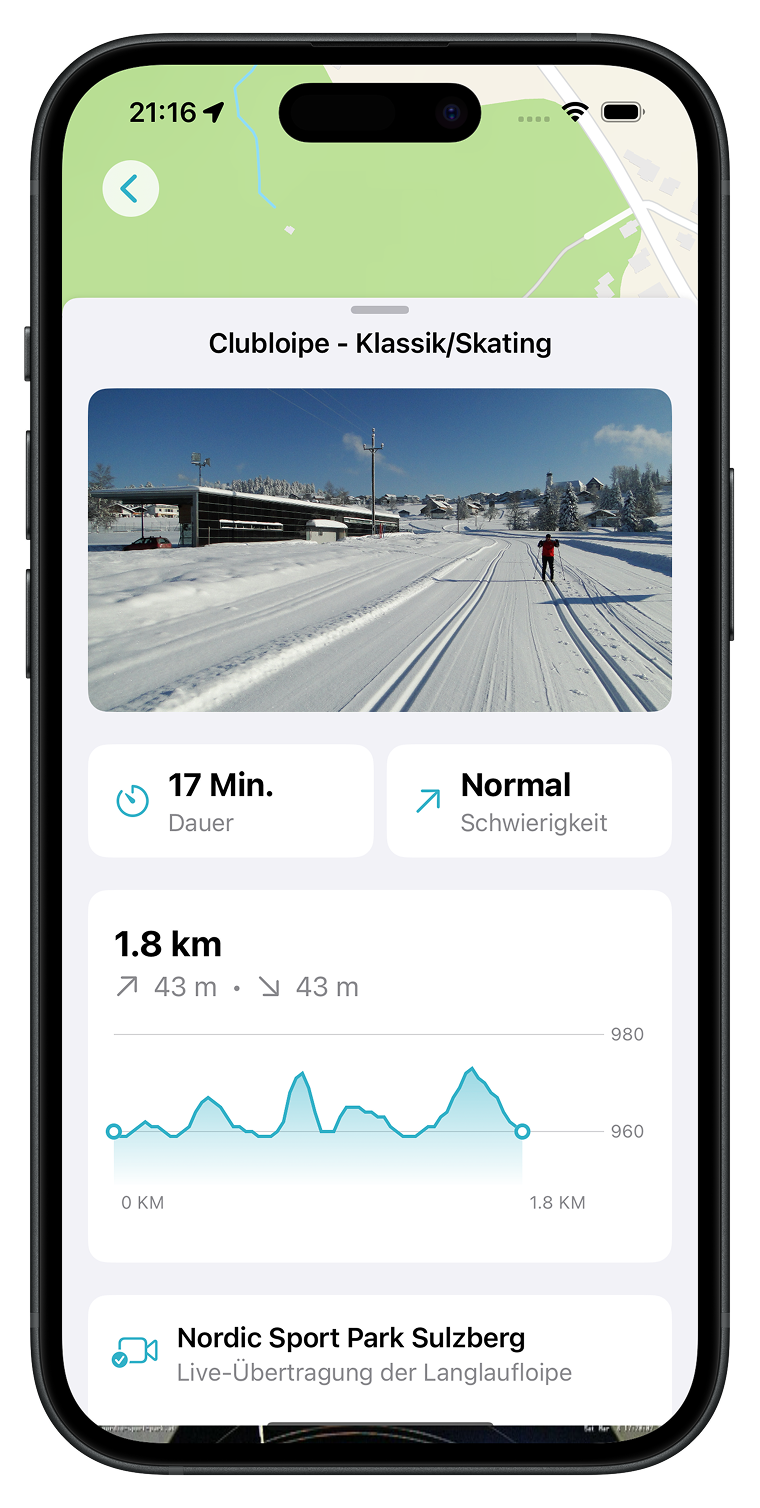 21:16
Clubloipe - Klassik/Skating
17 Min.
Dauer
Normal
Schwierigkeit
1.8 km
43 m • 43 m
980
960
0 KM
1.8 KM
Nordic Sport Park Sulzberg
Live-Übertragung der Langlaufloipe